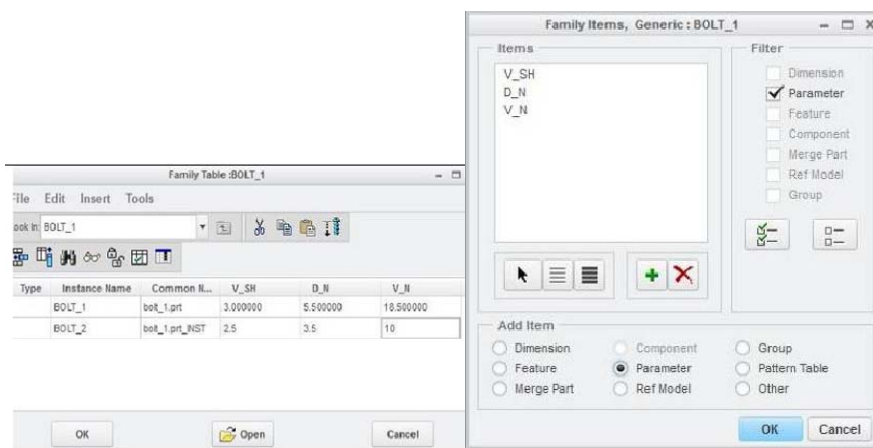 Family Table :BOLT_1
File Edit Insert Tools
ook In: BOLT_1
Type Instance Name Common N... V_SH D_N V_N
BOLT_1 bolt_1.prt 3.000000 5.500000 18.500000
BOLT_2 bolt_1.prt_INST 2.5 3.5 10
OK Open Cancel
Family Items, Generic : BOLT_1
Items
V_SH
D_N
V_N
Filter
Dimension
Parameter
Feature
Component
Merge Part
Ref Model
Group
Add Item
Dimension Component Group
Feature Parameter Pattern Table
Merge Part Ref Model Other
OK Cancel